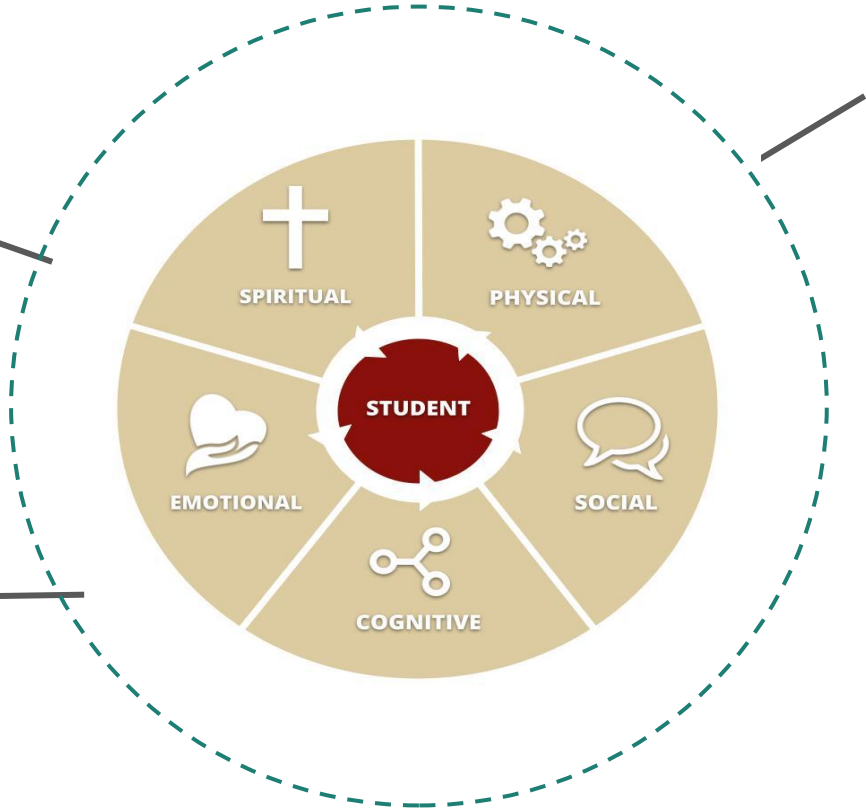 SPIRITUAL
PHYSICAL
STUDENT
EMOTIONAL
SOCIAL
COGNITIVE